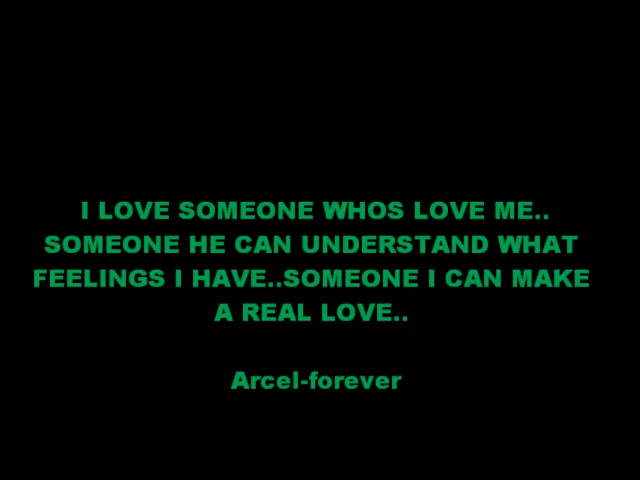 I LOVE SOMEONE WHOS LOVE ME..
SOMEONE HE CAN UNDERSTAND WHAT
FEELINGS I HAVE..SOMEONE I CAN MAKE
A REAL LOVE..
Arcel-forever